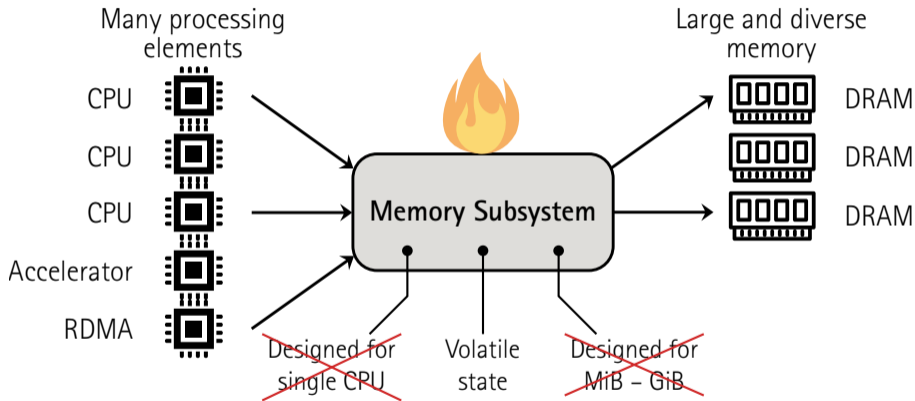 Many processing
elements
Large and diverse
memory
CPU
DRAM
CPU
DRAM
CPU
DRAM
Memory Subsystem
Accelerator
RDMA
Designed for
single CPU
Volatile
state
Designed for
MiB – GiB